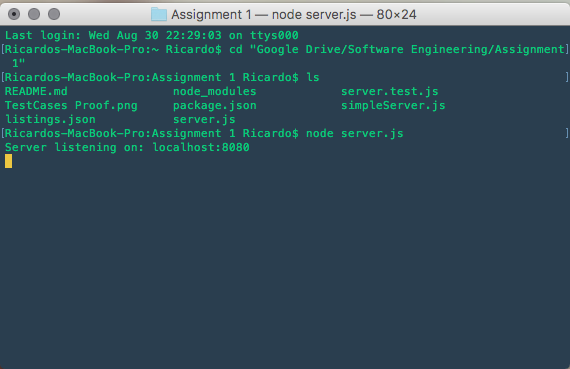 Assignment 1 — node server.js — 80×24
Last login: Wed Aug 30 22:29:03 on ttys000
[Ricardos-MacBook-Pro:~ Ricardo$ cd "Google Drive/Software Engineering/Assignment]
 1"
[Ricardos-MacBook-Pro:Assignment 1 Ricardo$ ls ]
README.md node_modules server.test.js
TestCases Proof.png package.json simpleServer.js
listings.json server.js
[Ricardos-MacBook-Pro:Assignment 1 Ricardo$ node server.js ]
Server listening on: localhost:8080